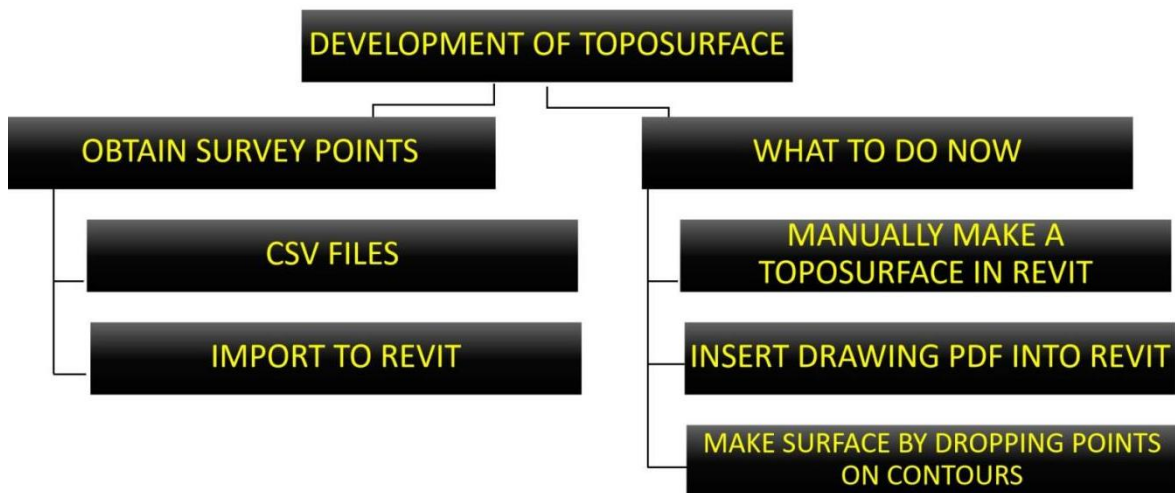 DEVELOPMENT OF TOPOSURFACE
OBTAIN SURVEY POINTS
CSV FILES
IMPORT TO REVIT
WHAT TO DO NOW
MANUALLY MAKE A
TOPOSURFACE IN REVIT
INSERT DRAWING PDF INTO REVIT
MAKE SURFACE BY DROPPING POINTS
ON CONTOURS